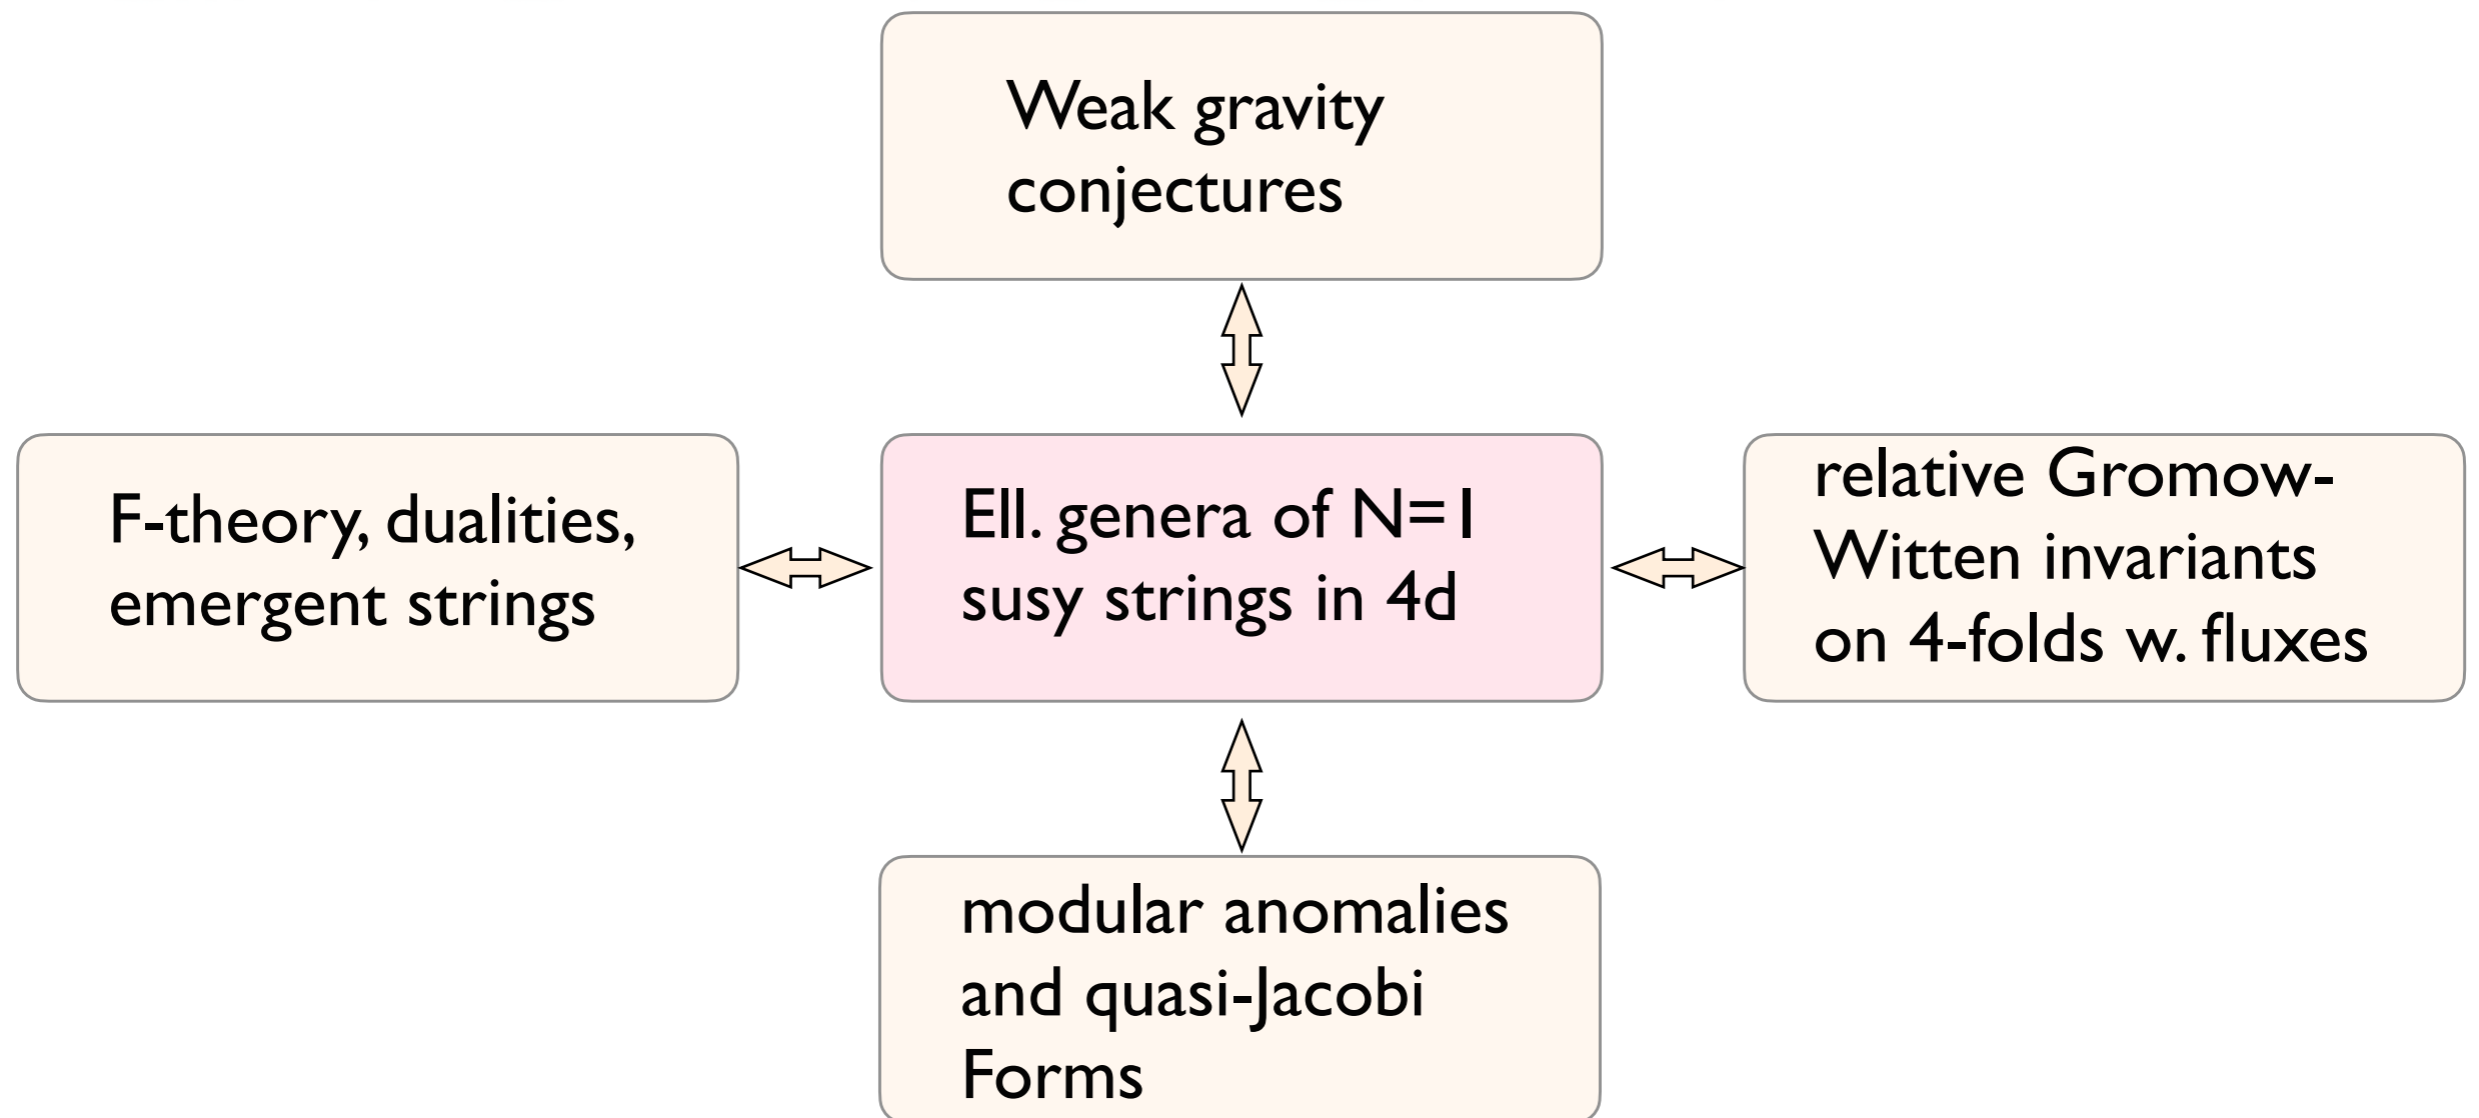 Weak gravity
conjectures
F-theory, dualities,
emergent strings
Ell. genera of N=1
susy strings in 4d
relative Gromow-
Witten invariants
on 4-folds w. fluxes
modular anomalies
and quasi-Jacobi
Forms